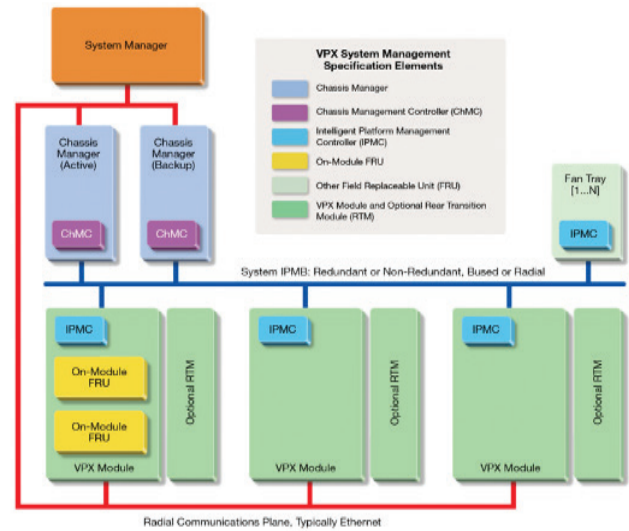 System Manager
VPX System Management
Specification Elements
Chassis Manager
Chassis Management Controller (ChMC)
Intelligent Platform Management
Controller (IPMC)
On-Module FRU
Other Field Replaceable Unit (FRU)
VPX Module and Optional Rear Transition
Module (RTM)
Chassis
Manager
(Active)
ChMC
Chassis
Manager
(Backup)
ChMC
Fan Tray
[1...N]
IPMC
System IPMB: Redundant or Non-Redundant, Bused or Radial
IPMC
On-Module
FRU
On-Module
FRU
VPX Module
Optional RTM
IPMC
VPX Module
Optional RTM
IPMC
VPX Module
Optional RTM
Radial Communications Plane, Typically Ethernet